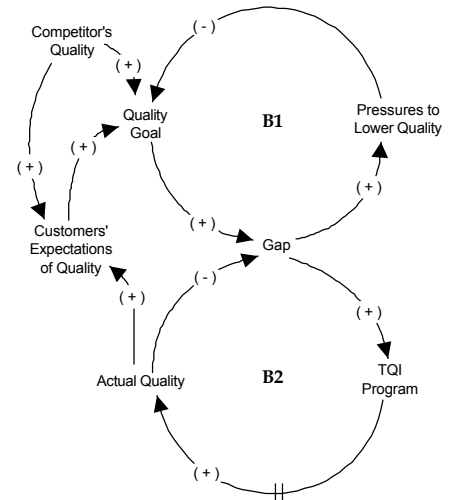 Competitor's
Quality
( + )
( - )
Quality
Goal
B1
Pressures to
Lower Quality
( + )
( + )
( + )
( + )
Customers'
Expectations
of Quality
Gap
( - )
( + )
( + )
Actual Quality
B2
TQI
Program
( + )